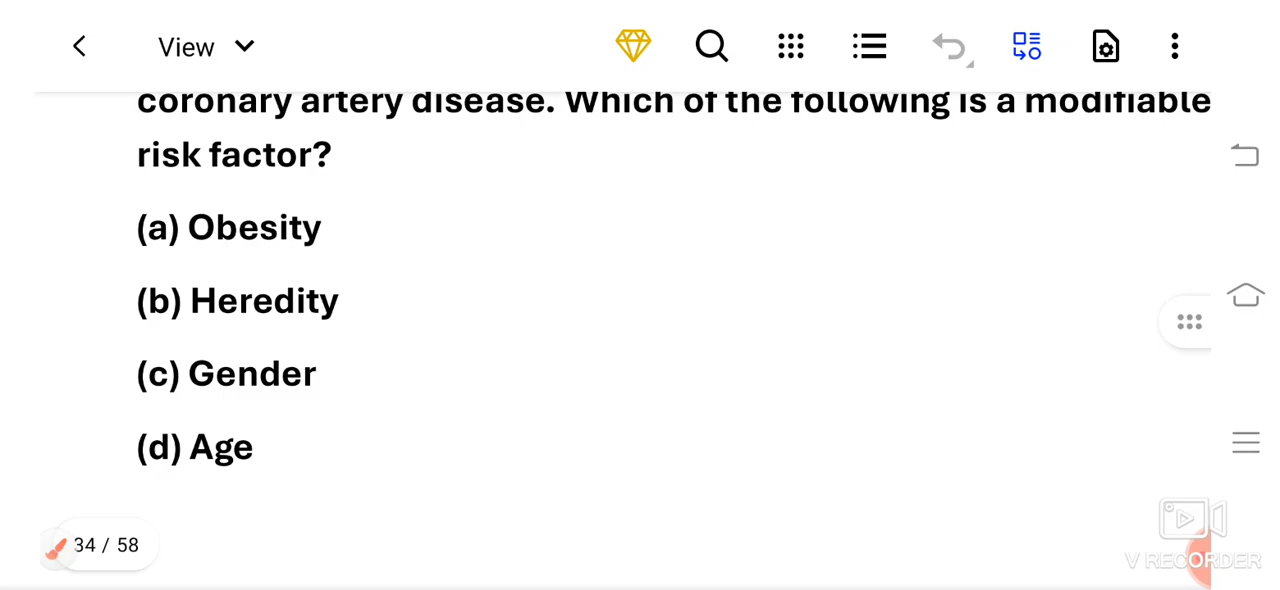 View
coronary artery disease. Which of the following is a modifiable
risk factor?
(a) Obesity
(b) Heredity
(c) Gender
(d) Age
34 / 58
V RECORDER